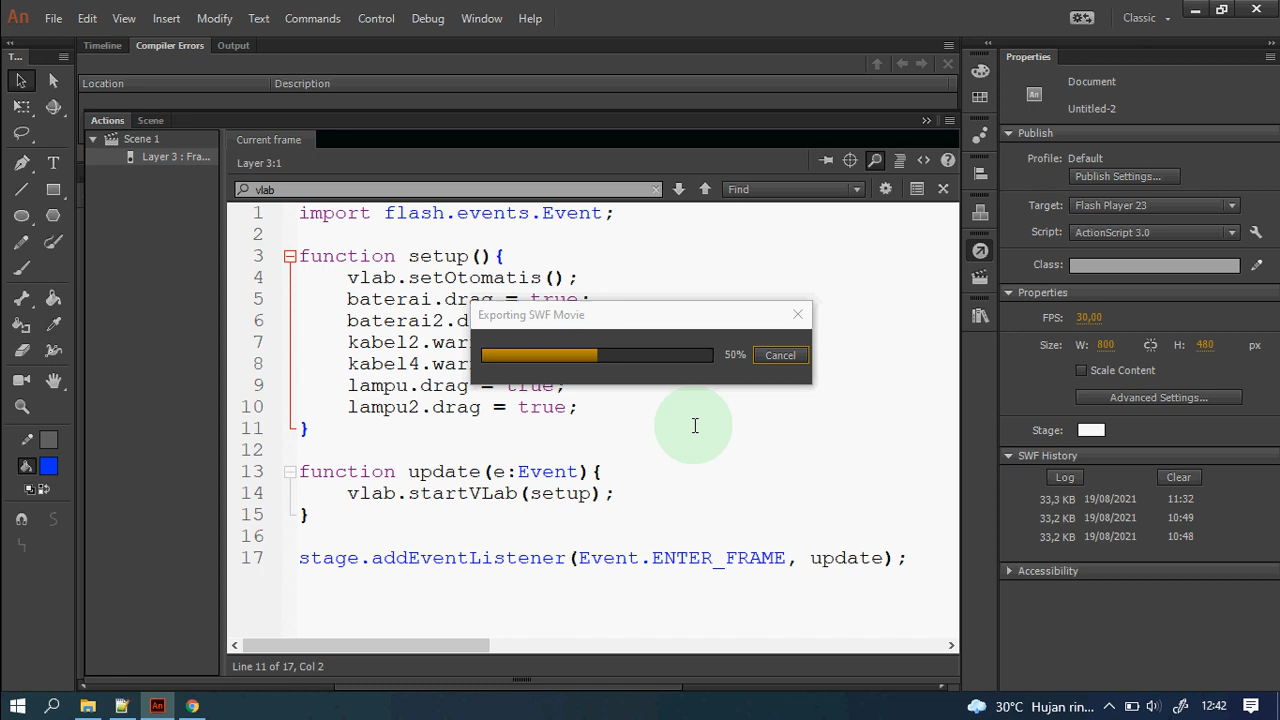 An File Edit View Insert Modify Text Commands Control Debug Window Help Classic
Timeline Compiler Errors Output
T...
Location Description
Actions Scene
Scene 1
Layer 3 : Fra...
Current frame
Layer 3:1
vlab
Find
1 import flash.events.Event;
2
3 function setup(){
4 vlab.setOtomatis();
5 baterai.drag = true;
6 baterai2.d
7 kabel2.war
8 kabel4.war
9 lampu.drag = true;
10 lampu2.drag = true;
11 }
12
13 function update(e:Event){
14 vlab.startVLab(setup);
15 }
16
17 stage.addEventListener(Event.ENTER_FRAME, update);
Line 11 of 17, Col 2
Exporting SWF Movie
50% Cancel
Properties
An Document
Untitled-2
Publish
Profile: Default
Publish Settings...
Target: Flash Player 23
Script: ActionScript 3.0
Class:
Properties
FPS: 30,00
Size: W: 800 H: 480 px
Scale Content
Advanced Settings...
Stage:
SWF History
Log Clear
33,3 KB 19/08/2021 11:32
33,2 KB 19/08/2021 10:49
33,2 KB 19/08/2021 10:48
Accessibility
An 30°C Hujan rin... 12:42